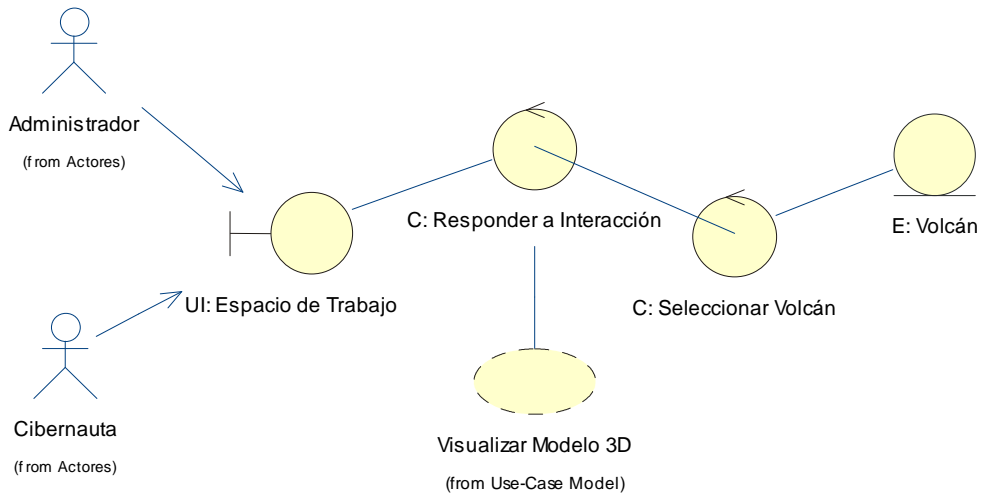 Administrador
(from Actores)
C: Responder a Interacción
E: Volcán
UI: Espacio de Trabajo
C: Seleccionar Volcán
Cibernauta
(from Actores)
Visualizar Modelo 3D
(from Use-Case Model)